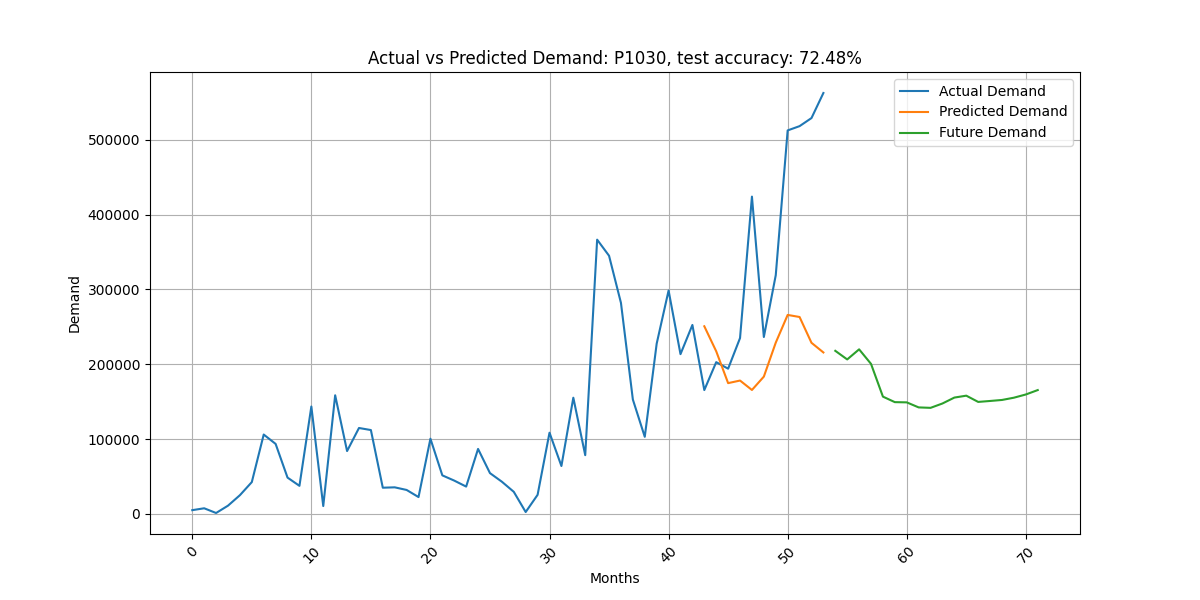 Actual vs Predicted Demand: P1030, test accuracy: 72.48%
Actual Demand
Predicted Demand
Future Demand
500000
400000
300000
200000
100000
0
Demand
0 10 20 30 40 50 60 70
Months